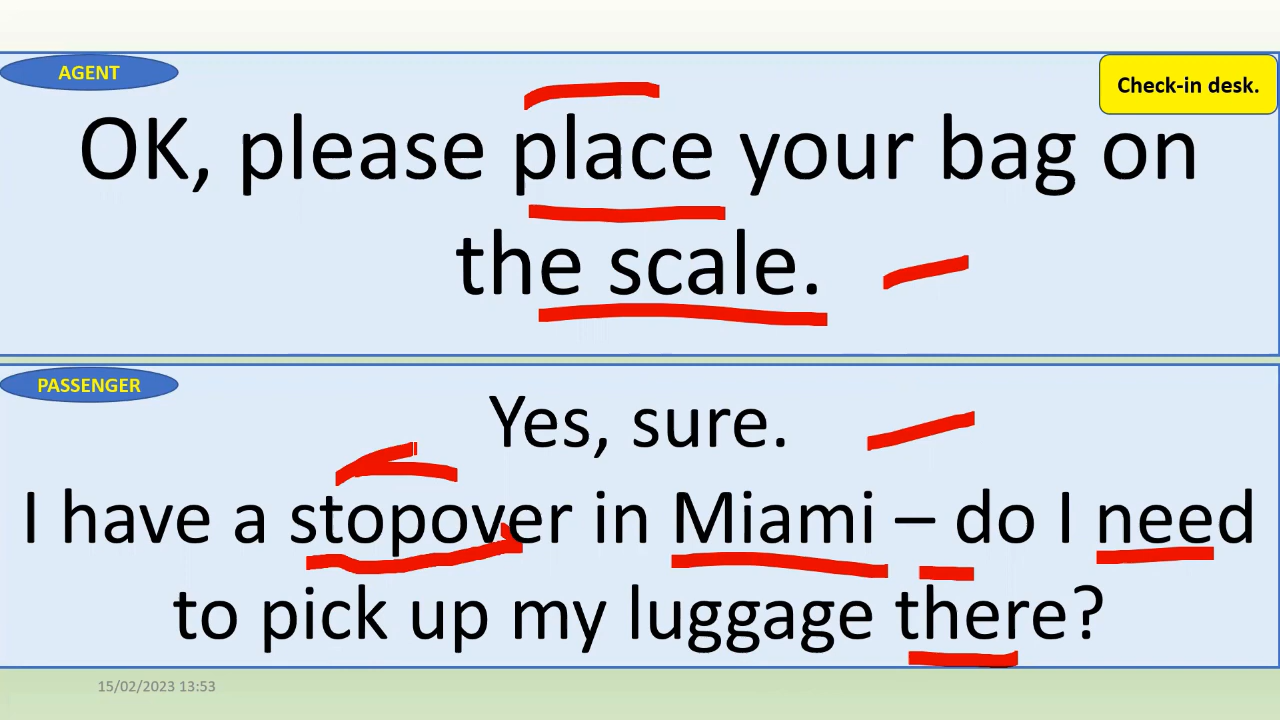 AGENT
Check-in desk.
OK, please place your bag on
the scale.
PASSENGER
Yes, sure.
I have a stopover in Miami – do I need
to pick up my luggage there?
15/02/2023 13:53